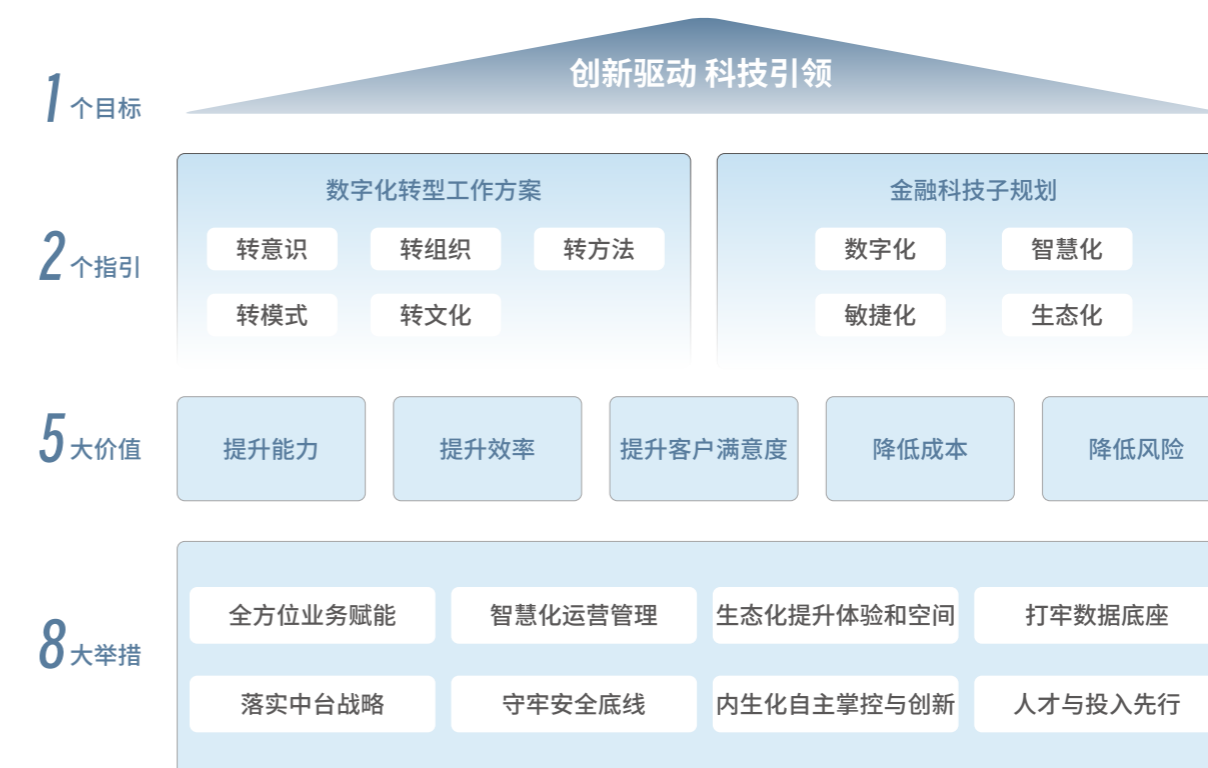 创新驱动 科技引领
1个目标
数字化转型工作方案
金融科技子规划
转意识 转组织 转方法
数字化 智慧化
2个指引
转模式 转文化
敏捷化 生态化
5大价值
提升能力 提升效率 提升客户满意度 降低成本 降低风险
全方位业务赋能 智慧化运营管理 生态化提升体验和空间 打牢数据底座
8大举措
落实中台战略 守牢安全底线 内生化自主掌控与创新 人才与投入先行